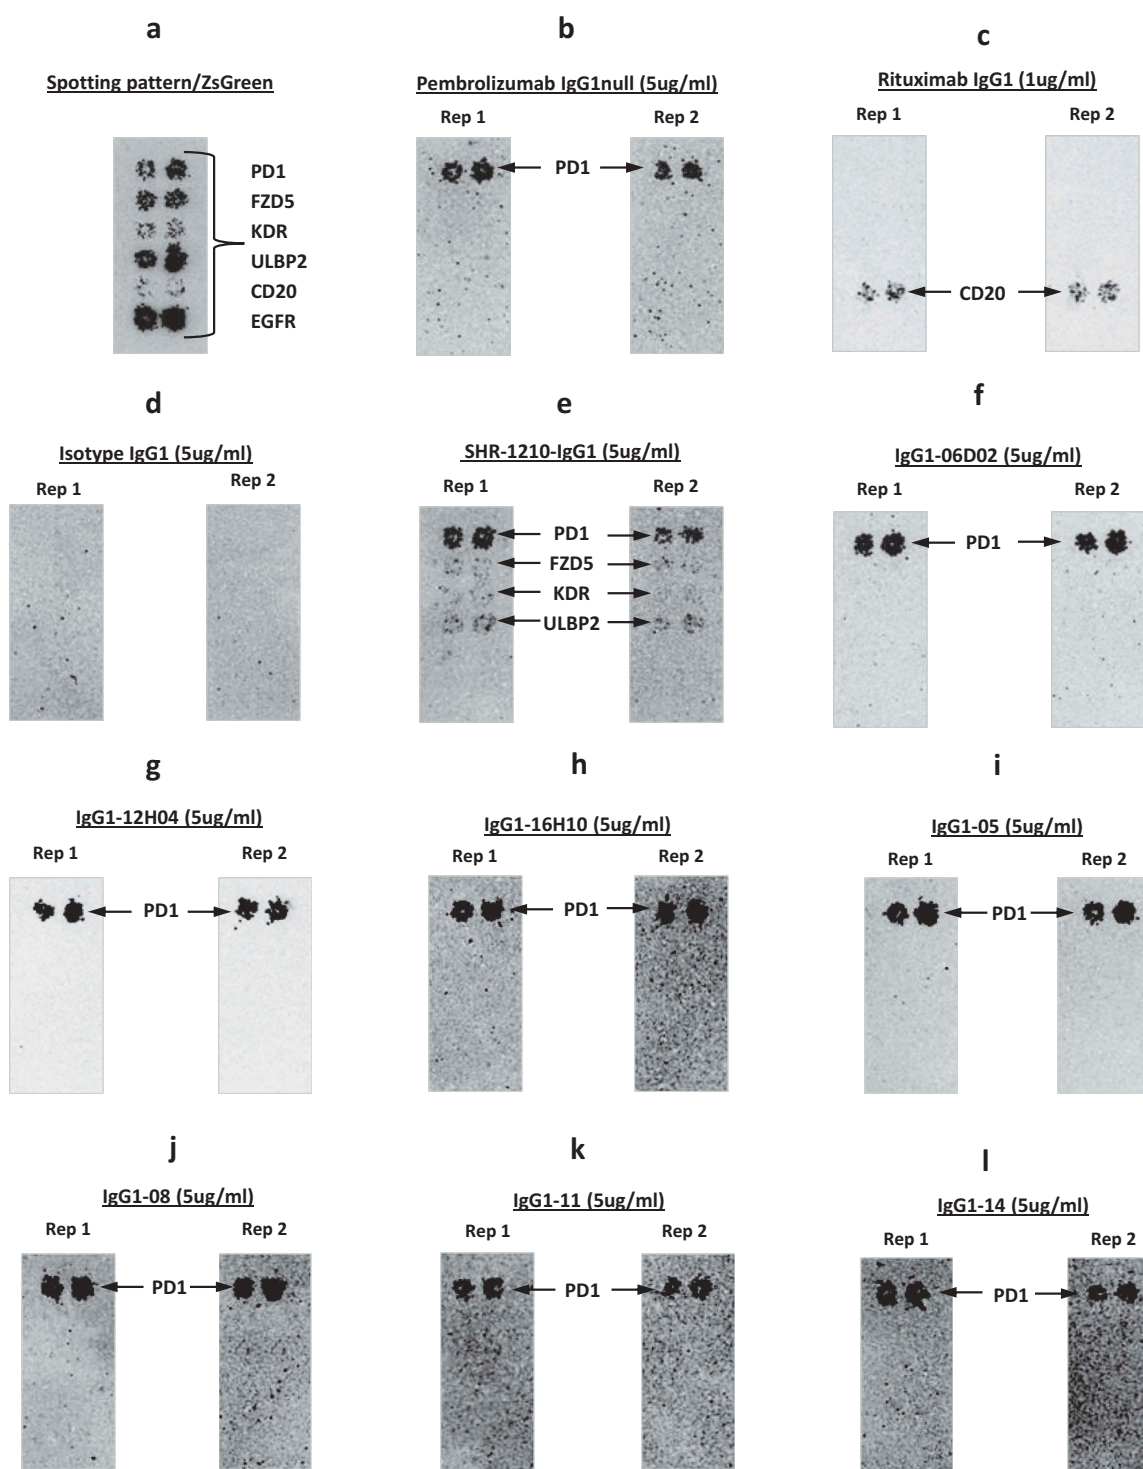 a
Spotting pattern/ZsGreen
PD1
FZD5
KDR
ULBP2
CD20
EGFR
b
Pembrolizumab IgG1null (5ug/ml)
Rep 1
Rep 2
PD1
c
Rituximab IgG1 (1ug/ml)
Rep 1
Rep 2
CD20
d
Isotype IgG1 (5ug/ml)
Rep 1
Rep 2
e
SHR-1210-IgG1 (5ug/ml)
Rep 1
Rep 2
PD1
FZD5
KDR
ULBP2
f
IgG1-06D02 (5ug/ml)
Rep 1
Rep 2
PD1
g
IgG1-12H04 (5ug/ml)
Rep 1
Rep 2
PD1
h
IgG1-16H10 (5ug/ml)
Rep 1
Rep 2
PD1
i
IgG1-05 (5ug/ml)
Rep 1
Rep 2
PD1
j
IgG1-08 (5ug/ml)
Rep 1
Rep 2
PD1
k
IgG1-11 (5ug/ml)
Rep 1
Rep 2
PD1
l
IgG1-14 (5ug/ml)
Rep 1
Rep 2
PD1